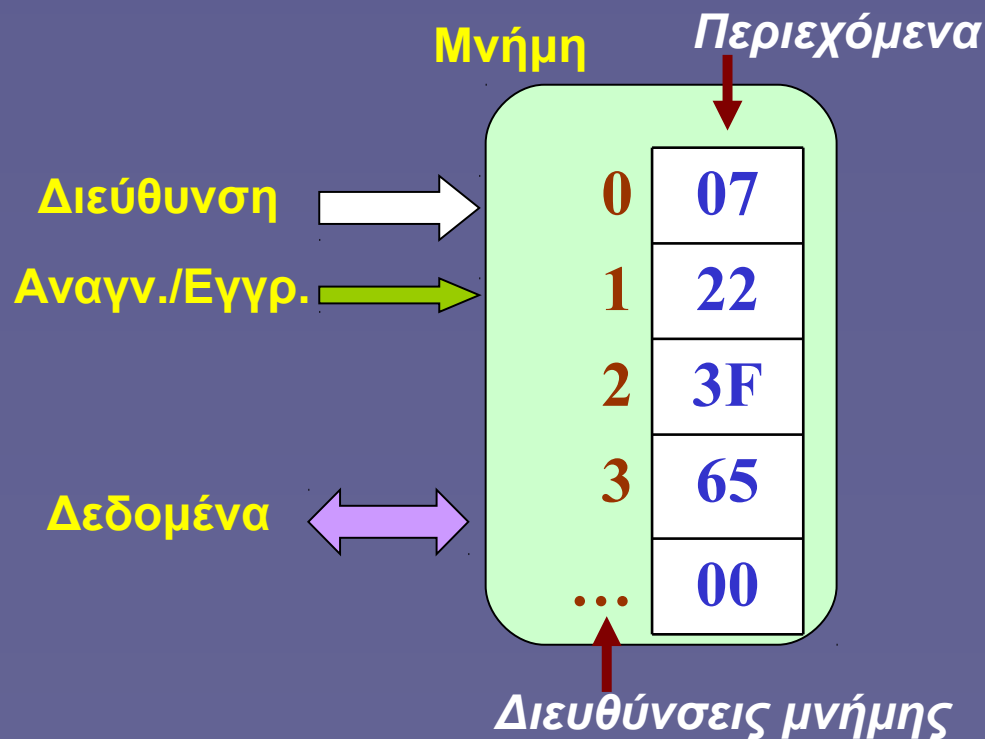 Μνήμη
Περιεχόμενα
Διεύθυνση
0 07
Αναγν./Εγγρ.
1 22
2 3F
3 65
Δεδομένα
... 00
Διευθύνσεις μνήμης